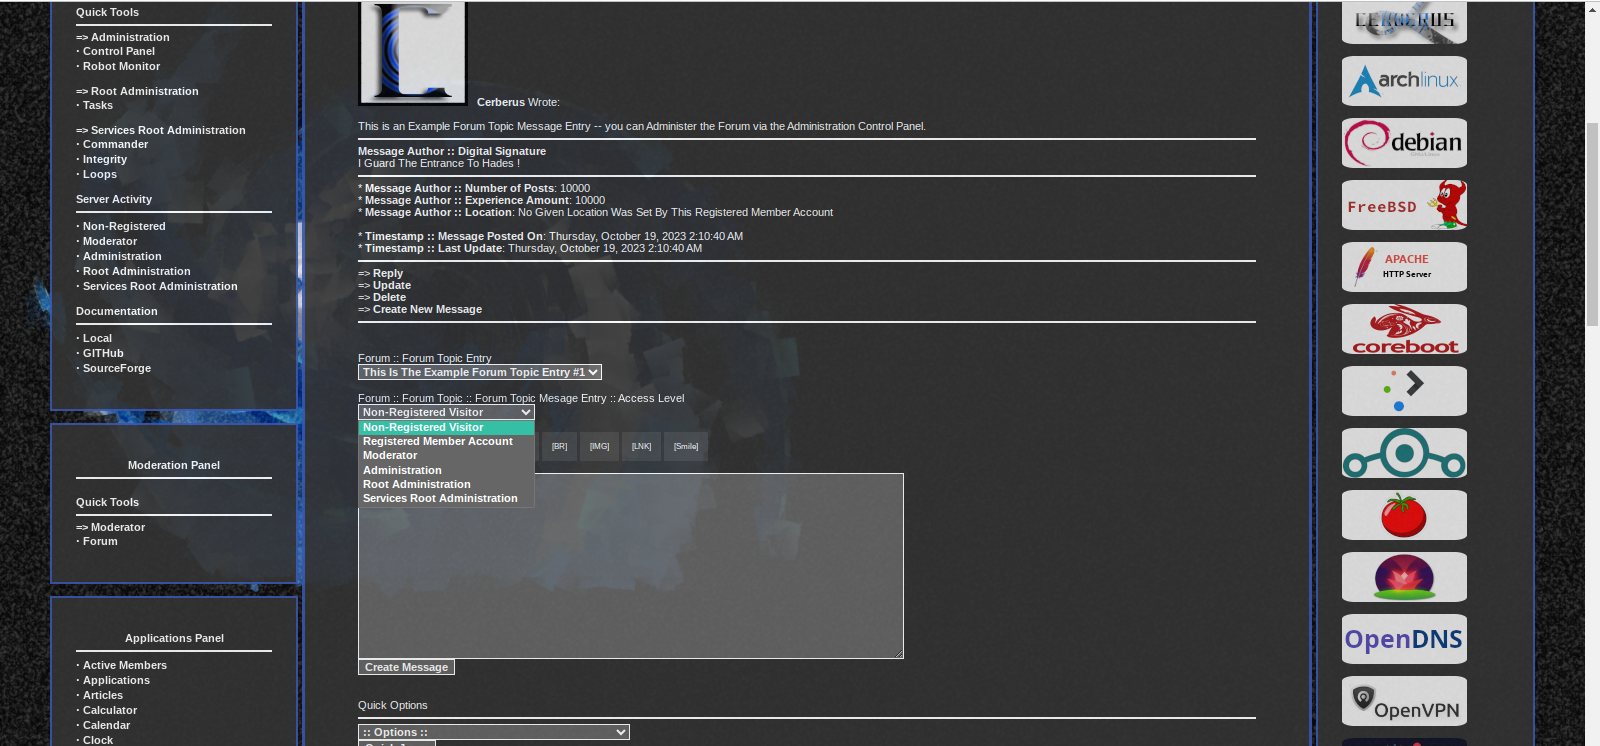 Quick Tools
=> Administration
· Control Panel
· Robot Monitor
=> Root Administration
· Tasks
=> Services Root Administration
· Commander
· Integrity
· Loops
Server Activity
· Non-Registered
· Moderator
· Administration
· Root Administration
· Services Root Administration
Documentation
· Local
· GITHub
· SourceForge
Moderation Panel
Quick Tools
=> Moderator
· Forum
Applications Panel
· Active Members
· Applications
· Articles
· Calculator
· Calendar
· Clock
Cerberus Wrote:
This is an Example Forum Topic Message Entry -- you can Administer the Forum via the Administration Control Panel.
Message Author :: Digital Signature
I Guard The Entrance To Hades !
* Message Author :: Number of Posts: 10000
* Message Author :: Experience Amount: 10000
* Message Author :: Location: No Given Location Was Set By This Registered Member Account
* Timestamp :: Message Posted On: Thursday, October 19, 2023 2:10:40 AM
* Timestamp :: Last Update: Thursday, October 19, 2023 2:10:40 AM
=> Reply
=> Update
=> Delete
=> Create New Message
Forum :: Forum Topic Entry
This Is The Example Forum Topic Entry #1
Forum :: Forum Topic :: Forum Topic Mesage Entry :: Access Level
Non-Registered Visitor
Non-Registered Visitor
Registered Member Account
Moderator
Administration
Root Administration
Services Root Administration
[BR] [IMG] [LNK] [Smile]
Create Message
Quick Options
:: Options ::
CERBERUS
archlinux
debian
FreeBSD
APACHE
HTTP Server
coreboot
OpenDNS
OpenVPN